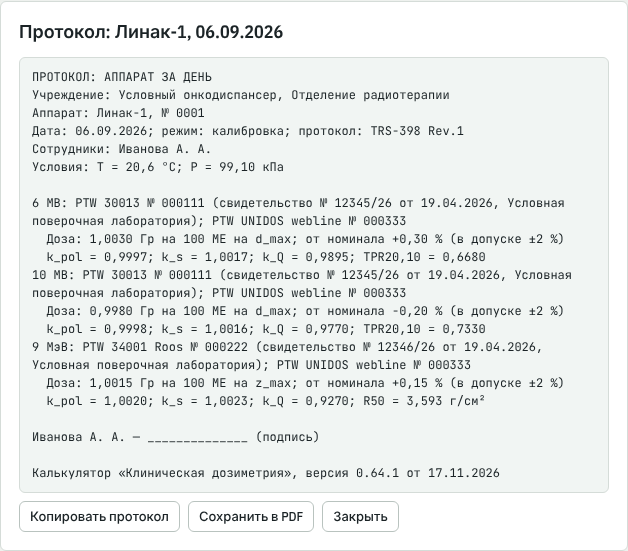 Протокол: Линак-1, 06.09.2026
ПРОТОКОЛ: АППАРАТ ЗА ДЕНЬ
Учреждение: Условный онкодиспансер, Отделение радиотерапии
Аппарат: Линак-1, № 0001
Дата: 06.09.2026; режим: калибровка; протокол: TRS-398 Rev.1
Сотрудники: Иванова А. А.
Условия: T = 20,6 °C; P = 99,10 кПа
6 МВ: PTW 30013 № 000111 (свидетельство № 12345/26 от 19.04.2026, Условная
поверочная лаборатория); PTW UNIDOS webline № 000333
Доза: 1,0030 Гр на 100 МЕ на d_max; от номинала +0,30 % (в допуске ±2 %)
k_pol = 0,9997; k_s = 1,0017; k_Q = 0,9895; TPR20,10 = 0,6680
10 МВ: PTW 30013 № 000111 (свидетельство № 12345/26 от 19.04.2026, Условная
поверочная лаборатория); PTW UNIDOS webline № 000333
Доза: 0,9980 Гр на 100 МЕ на d_max; от номинала -0,20 % (в допуске ±2 %)
k_pol = 0,9998; k_s = 1,0016; k_Q = 0,9770; TPR20,10 = 0,7330
9 МэВ: PTW 34001 Roos № 000222 (свидетельство № 12346/26 от 19.04.2026,
Условная поверочная лаборатория); PTW UNIDOS webline № 000333
Доза: 1,0015 Гр на 100 МЕ на z_max; от номинала +0,15 % (в допуске ±2 %)
k_pol = 1,0020; k_s = 1,0023; k_Q = 0,9270; R50 = 3,593 г/см²
Иванова А. А. — ______________ (подпись)
Калькулятор «Клиническая дозиметрия», версия 0.64.1 от 17.11.2026
Копировать протокол
Сохранить в PDF
Закрыть